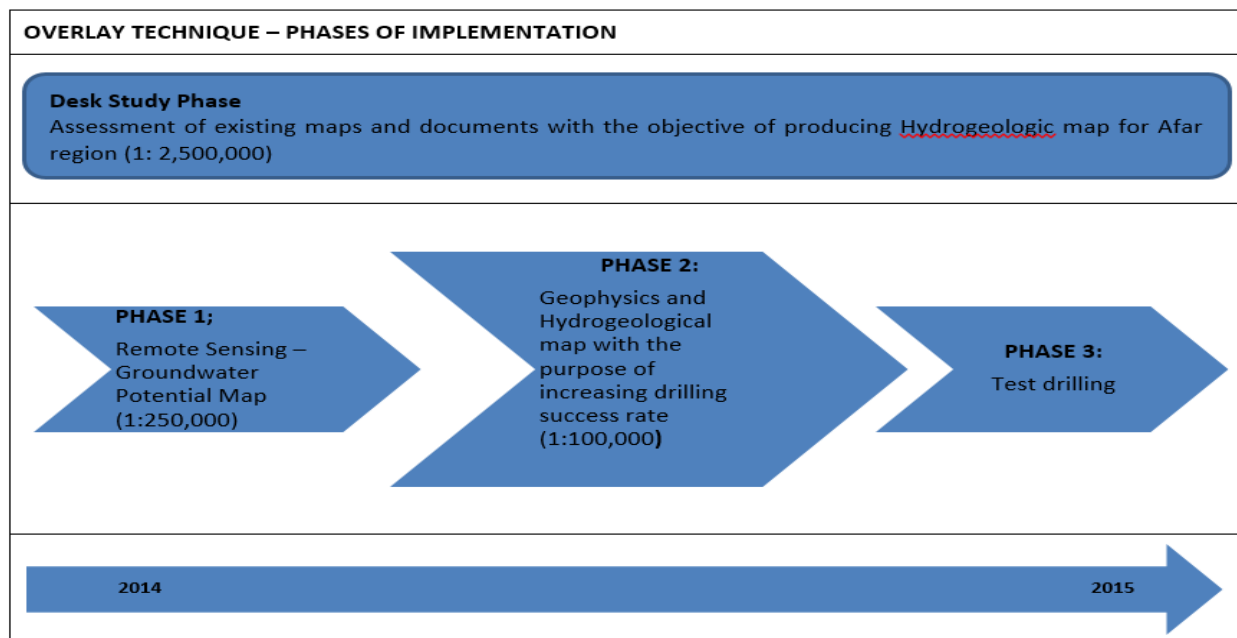 OVERLAY TECHNIQUE – PHASES OF IMPLEMENTATION
Desk Study Phase
Assessment of existing maps and documents with the objective of producing Hydrogeologic map for Afar
region (1: 2,500,000)
PHASE 1;
Remote Sensing –
Groundwater
Potential Map
(1:250,000)
PHASE 2:
Geophysics and
Hydrogeological
map with the
purpose of
increasing drilling
success rate
(1:100,000)
PHASE 3:
Test drilling
2014
2015